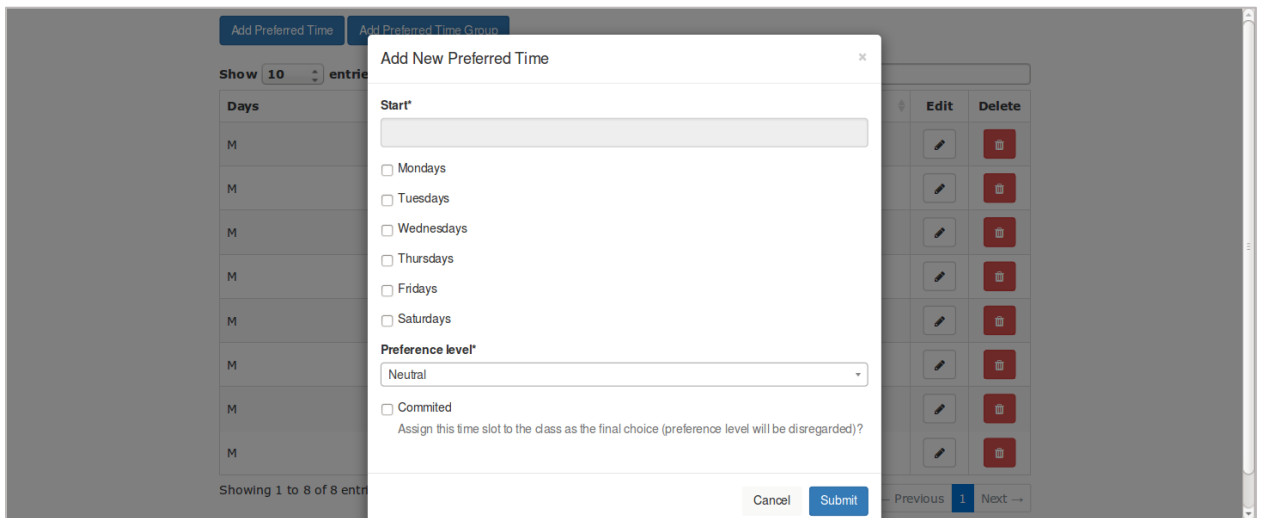 Add Preferred Time Add Preferred Time Group
Add New Preferred Time ×
Show 10 entrie
Days Start* Edit Delete
M
Mondays
M
Tuesdays
M
Wednesdays
Thursdays
M
Fridays
M
Saturdays
Preference level*
M
Neutral
M
Commited
Assign this time slot to the class as the final choice (preference level will be disregarded)?
M
Showing 1 to 8 of 8 entri
Cancel Submit – Previous 1 Next →